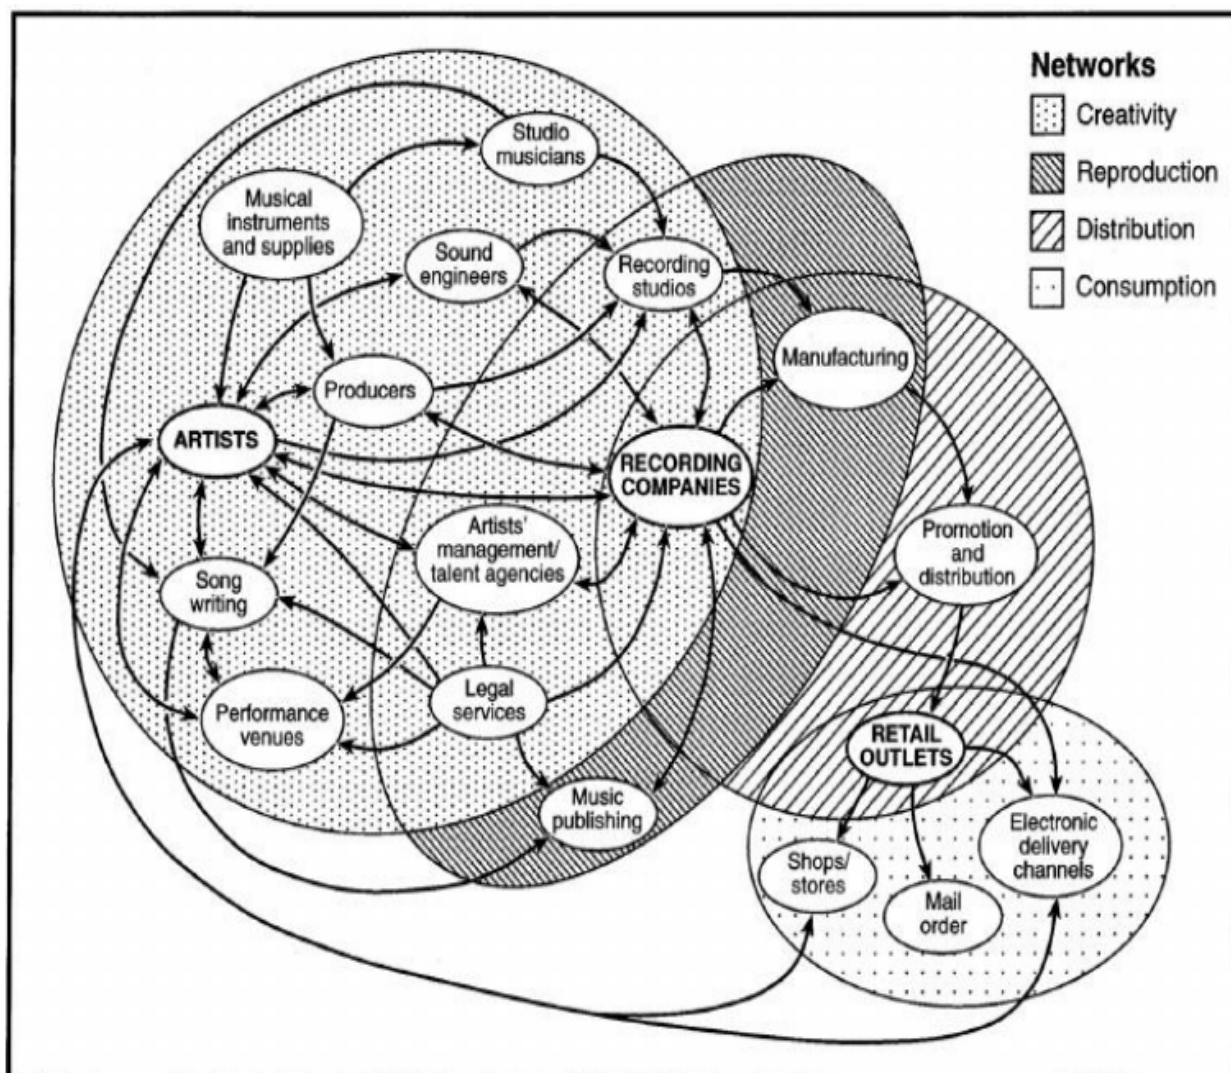 Networks
Creativity
Reproduction
Distribution
Consumption
Studio
musicians
Musical
instruments
and supplies
Sound
engineers
Recording
studios
Manufacturing
Producers
ARTISTS
RECORDING
COMPANIES
Artists'
management/
talent agencies
Promotion
and
distribution
Song
writing
Legal
services
Performance
venues
RETAIL
OUTLETS
Music
publishing
Shops/
stores
Mail
order
Electronic
delivery
channels